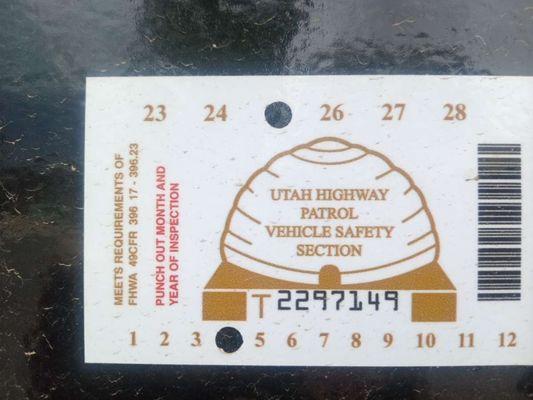 23 24 26 27 28
MEETS REQUIREMENTS OF
FHWA 49CFR 396 17 - 396.23
PUNCH OUT MONTH AND
YEAR OF INSPECTION
UTAH HIGHWAY
PATROL
VEHICLE SAFETY
SECTION
T2297149
1 2 3 5 6 7 8 9 10 11 12